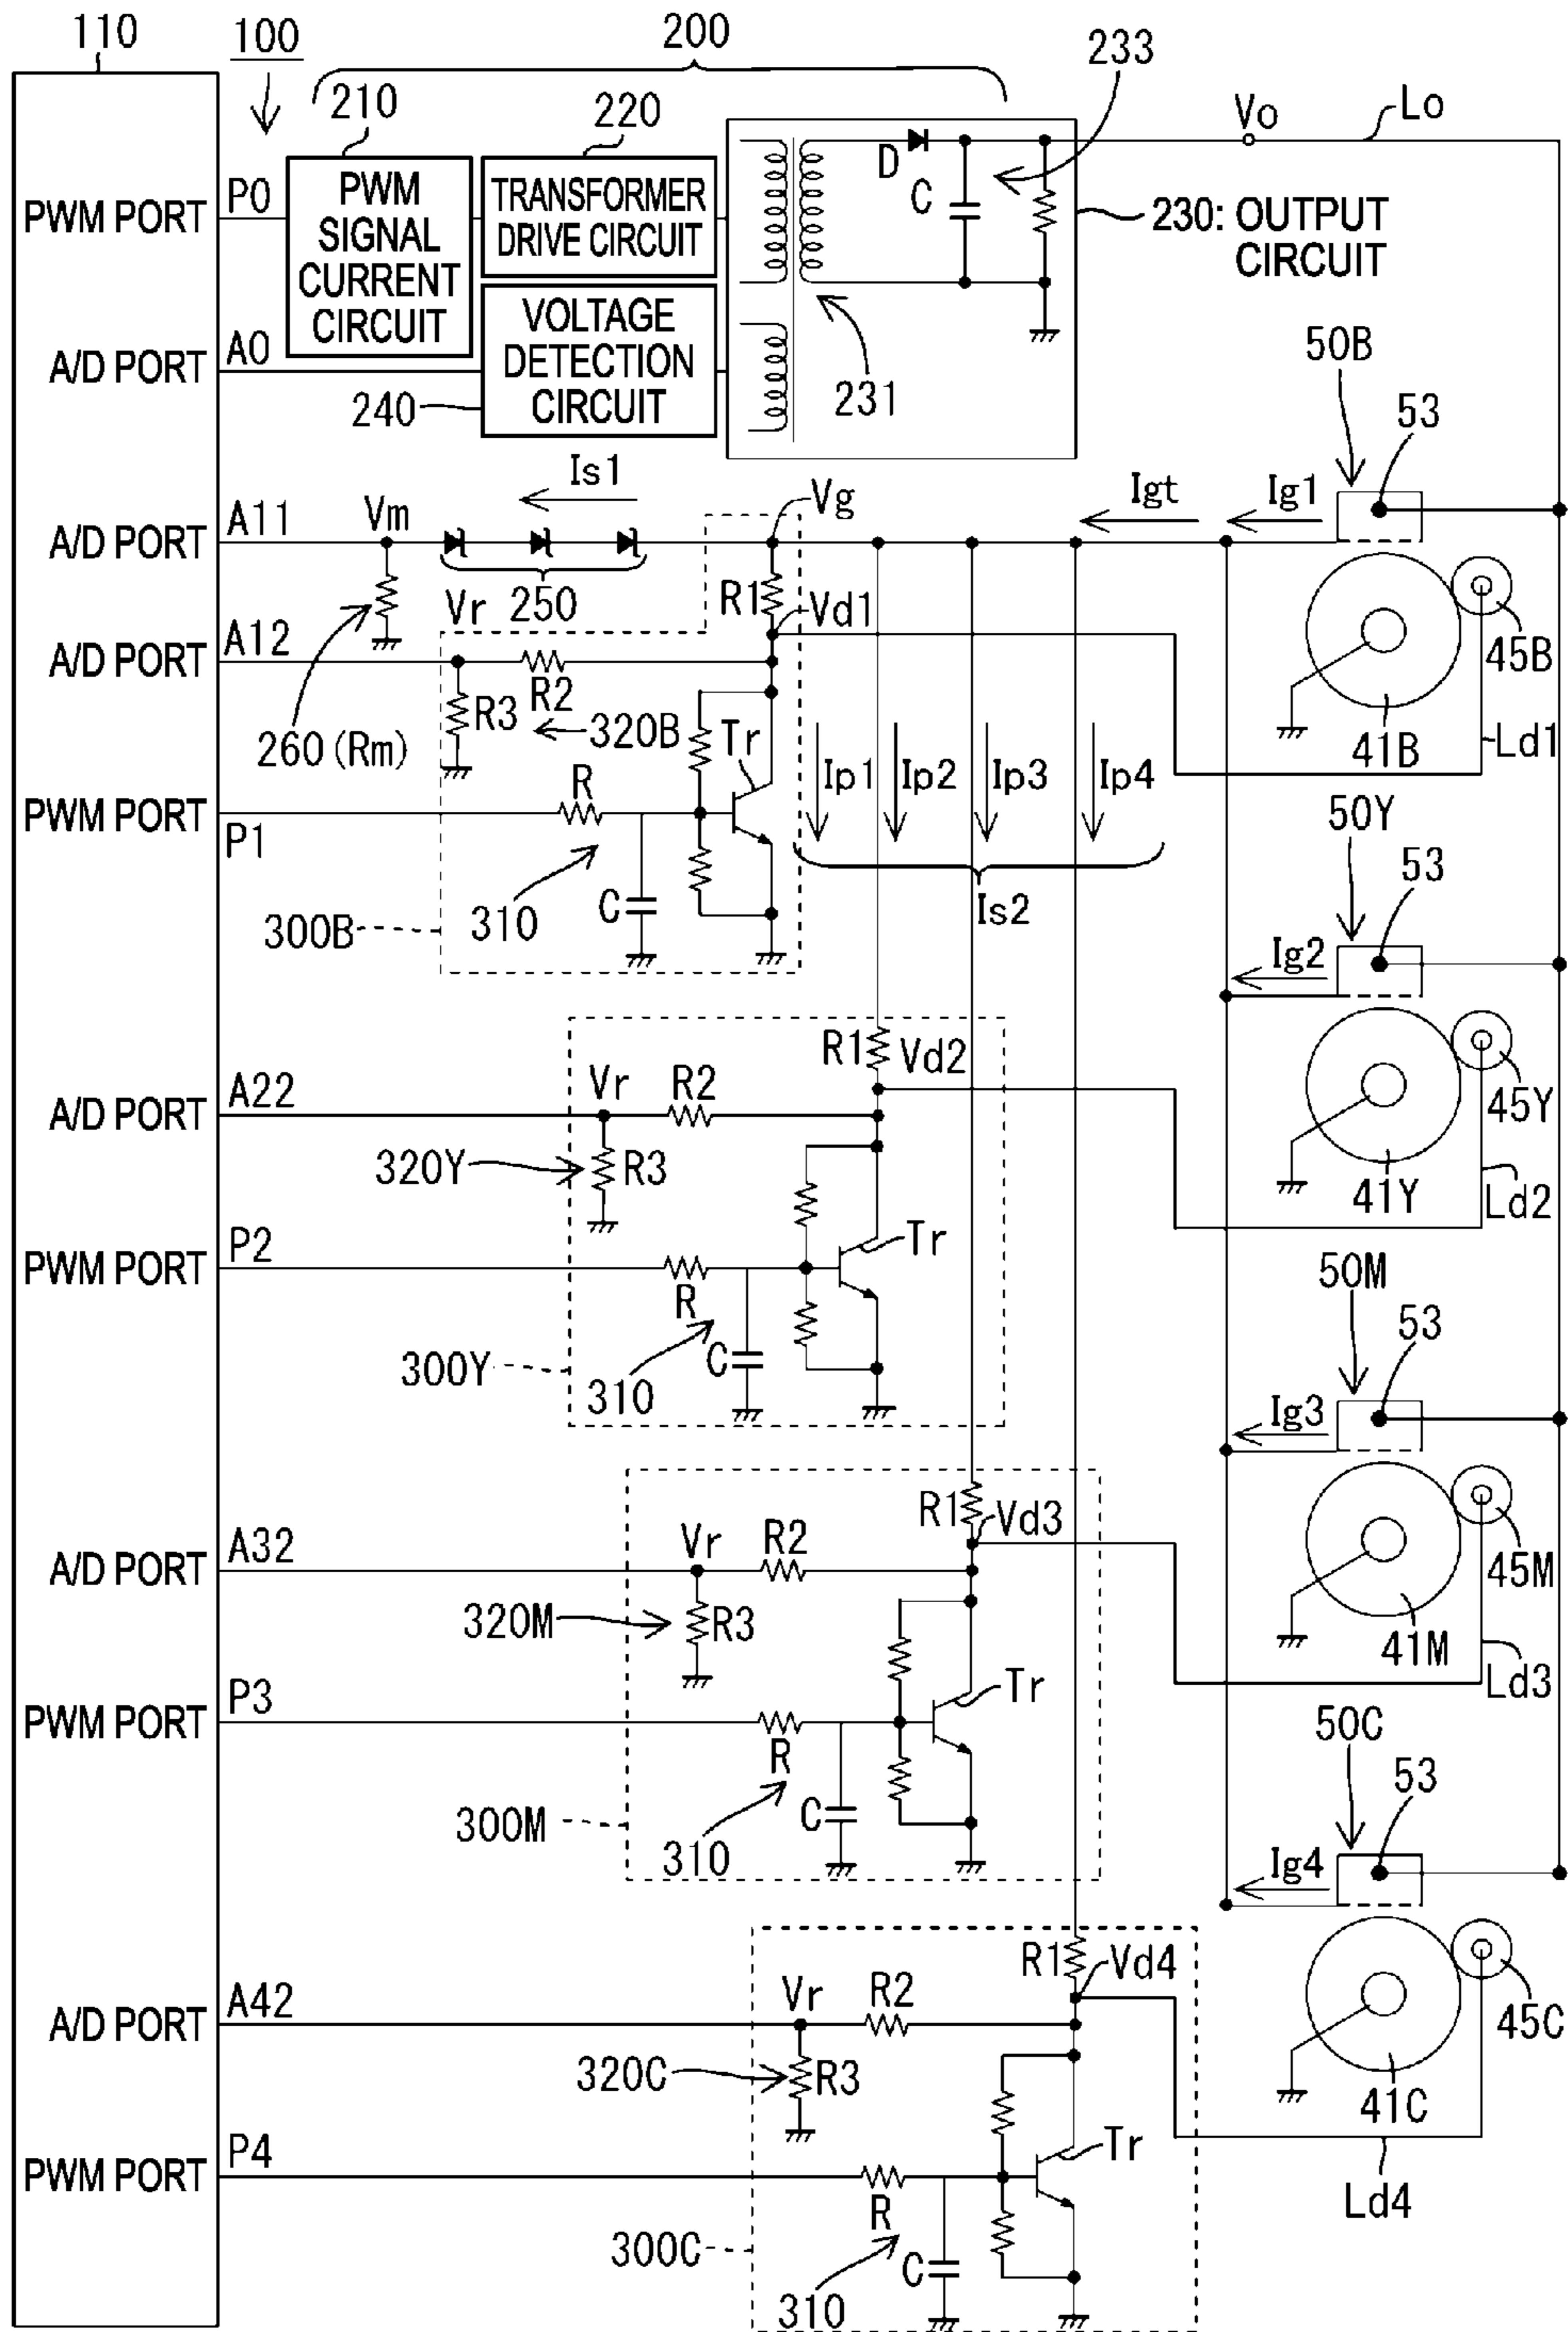 110
100
200
233
210
220
Vo
Lo
PWM PORT
P0
PWM
SIGNAL
CURRENT
CIRCUIT
TRANSFORMER
DRIVE CIRCUIT
D
C
230: OUTPUT
CIRCUIT
A/D PORT
A0
VOLTAGE
DETECTION
CIRCUIT
240
231
50B
53
Is1
A/D PORT
A11
Vm
Vg
Igt
Ig1
250
R1
Vd1
Vr
A/D PORT
A12
R2
R3
320B
45B
260(Rm)
Tr
41B
Ld1
R
Ip1
Ip2
Ip3
Ip4
PWM PORT
P1
50Y
53
C
310
300B
Is2
Ig2
R1
Vd2
A/D PORT
A22
Vr
R2
45Y
320Y
R3
41Y
Ld2
PWM PORT
P2
Tr
50M
R
53
C
300Y
310
Ig3
R1
Vd3
A/D PORT
A32
Vr
R2
45M
320M
R3
41M
Ld3
Tr
PWM PORT
P3
50C
R
53
C
300M
310
Ig4
R1
Vd4
A/D PORT
A42
Vr
R2
45C
320C
R3
41C
PWM PORT
P4
Tr
Ld4
R
300C
C
310